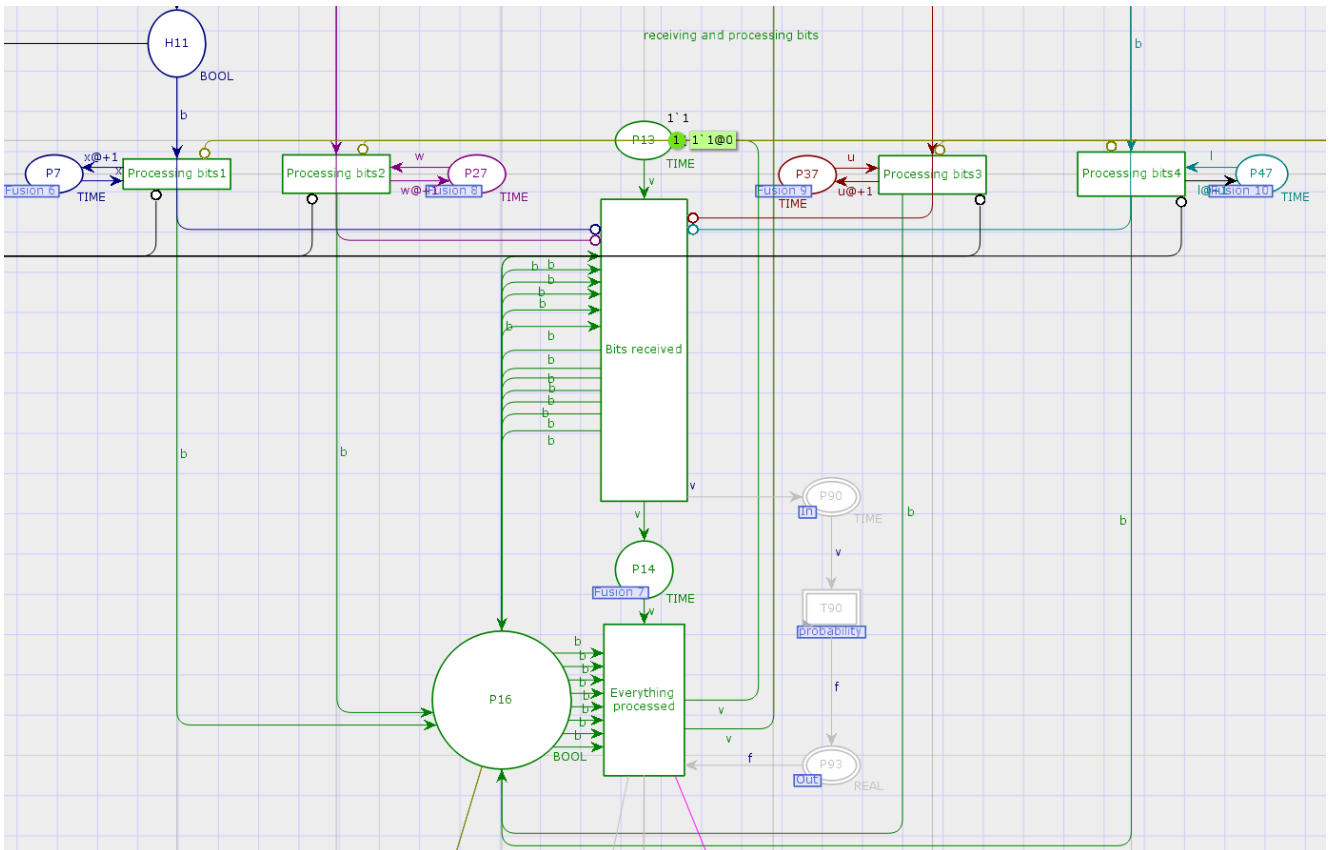 receiving and processing bits
H11
BOOL
b
b
1`1
P13
1
1`1@0
TIME
v
P7
Fusion 6
TIME
x@+1
x
Processing bits1
Processing bits2
w
w@+1
P27
Fusion 8
TIME
P37
Fusion 9
TIME
u
u@+1
Processing bits3
Processing bits4
l
P47
Fusion 10
TIME
b
b
b
b
b
b
b
b
Bits received
b
b
b
b
b
b
b
b
b
b
v
v
b
b
P90
In
TIME
v
P14
Fusion 7
TIME
v
T90
probability
f
P16
BOOL
b
b
b
b
b
b
b
b
Everything
processed
v
v
f
P93
Out
REAL